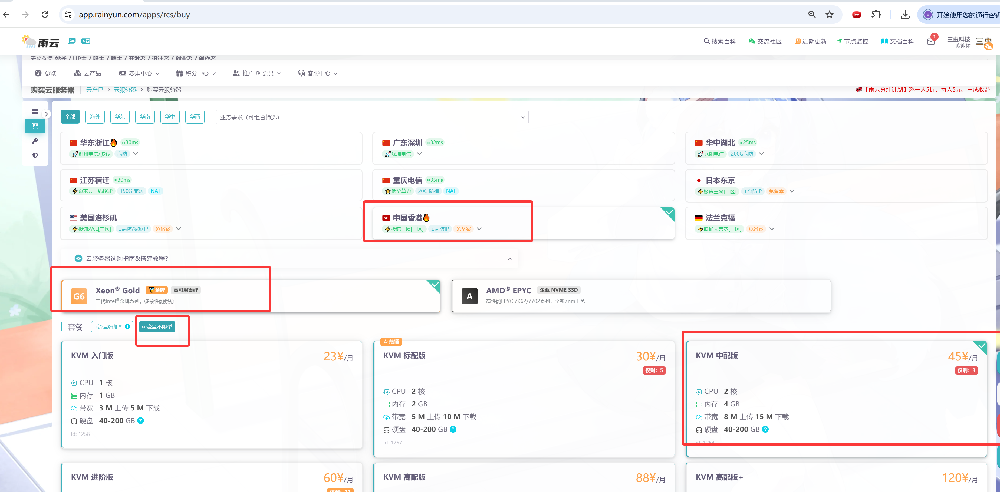 app.rainyun.com/apps/rcs/buy
X 开始使用您的通行密钥
雨云
搜索百科 交流社区 近期更新 节点监控 文档百科 1 三虫科技 三虫
欢迎你
无论你是 站长 / UP主 / 服主 / 群主 / 开发者 / 设计者 / 创业者 / 创作者
总览 云产品 费用中心 积分中心 推广 & 会员 客服中心
购买云服务器 云产品 > 云服务器 > 购买云服务器 【雨云分红计划】邀一人5折，每人5元，三成收益
全部 海外 华东 华南 华中 华西 业务需求（可组合筛选）
华东浙江 ≈30ms
温州电信/多线 高防
广东深圳 ≈32ms
深圳电信
华中湖北 ≈25ms
襄阳电信 200G高防
江苏宿迁 ≈30ms
京东云三线BGP 150G 高防 NAT
重庆电信 ≈35ms
低价算力 20G 防御 NAT
日本东京
极速三网[一区] ±高防IP 免备案
美国洛杉矶
极速双线[二区] ±高防/家庭IP 免备案
中国香港
极速三网[三区] ±高防IP 免备案
法兰克福
联通大带宽[一区] 免备案
云服务器选购指南&搭建教程？
G6 Xeon® Gold 金牌 高可用集群
二代Intel®金牌系列，多核性能强劲
A AMD® EPYC 企业 NVME SSD
高性能EPYC 7K62/7702系列，全新7nm工艺
套餐 +流量叠加型 ? ∞流量不限型
KVM 入门版 23¥/月
CPU 1 核
内存 1 GB
带宽 3 M 上传 5 M 下载
硬盘 40-200 GB ?
id: 1258
热销
KVM 标配版 30¥/月
仅剩：5
CPU 2 核
内存 2 GB
带宽 5 M 上传 10 M 下载
硬盘 40-200 GB ?
id: 1257
KVM 中配版 45¥/月
仅剩：3
CPU 2 核
内存 4 GB
带宽 8 M 上传 15 M 下载
硬盘 40-200 GB ?
id: 1254
KVM 进阶版 60¥/月
仅剩：11
KVM 高配版 88¥/月
KVM 高配版+ 120¥/月